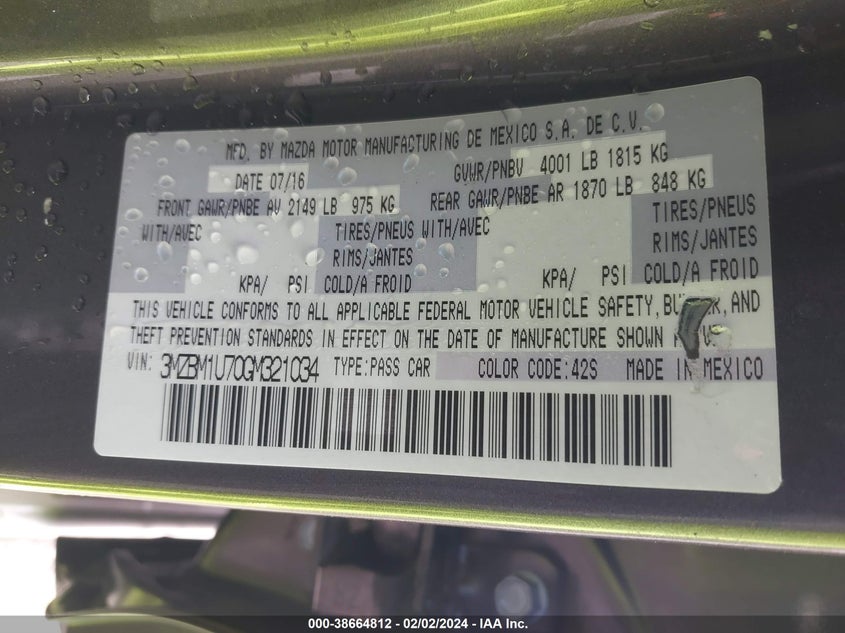 MFD. BY MAZDA MOTOR MANUFACTURING DE MEXICO S.A. DE C.V.
DATE 07/16 GVWR/PNBV 4001 LB 1815 KG
FRONT GAWR/PNBE AV 2149 LB 975 KG REAR GAWR/PNBE AR 1870 LB 848 KG
WITH/AVEC TIRES/PNEUS WITH/AVEC TIRES/PNEUS
RIMS/JANTES RIMS/JANTES
KPA/ PSI COLD/A FROID KPA/ PSI COLD/A FROID
THIS VEHICLE CONFORMS TO ALL APPLICABLE FEDERAL MOTOR VEHICLE SAFETY, AND
THEFT PREVENTION STANDARDS IN EFFECT ON THE DATE OF MANUFACTURE SHOWN
VIN: 3MZBM1U70GM321034 TYPE:PASS CAR COLOR CODE:42S MADE IN MEXICO
000-38664812 - 02/02/2024 - IAA Inc.